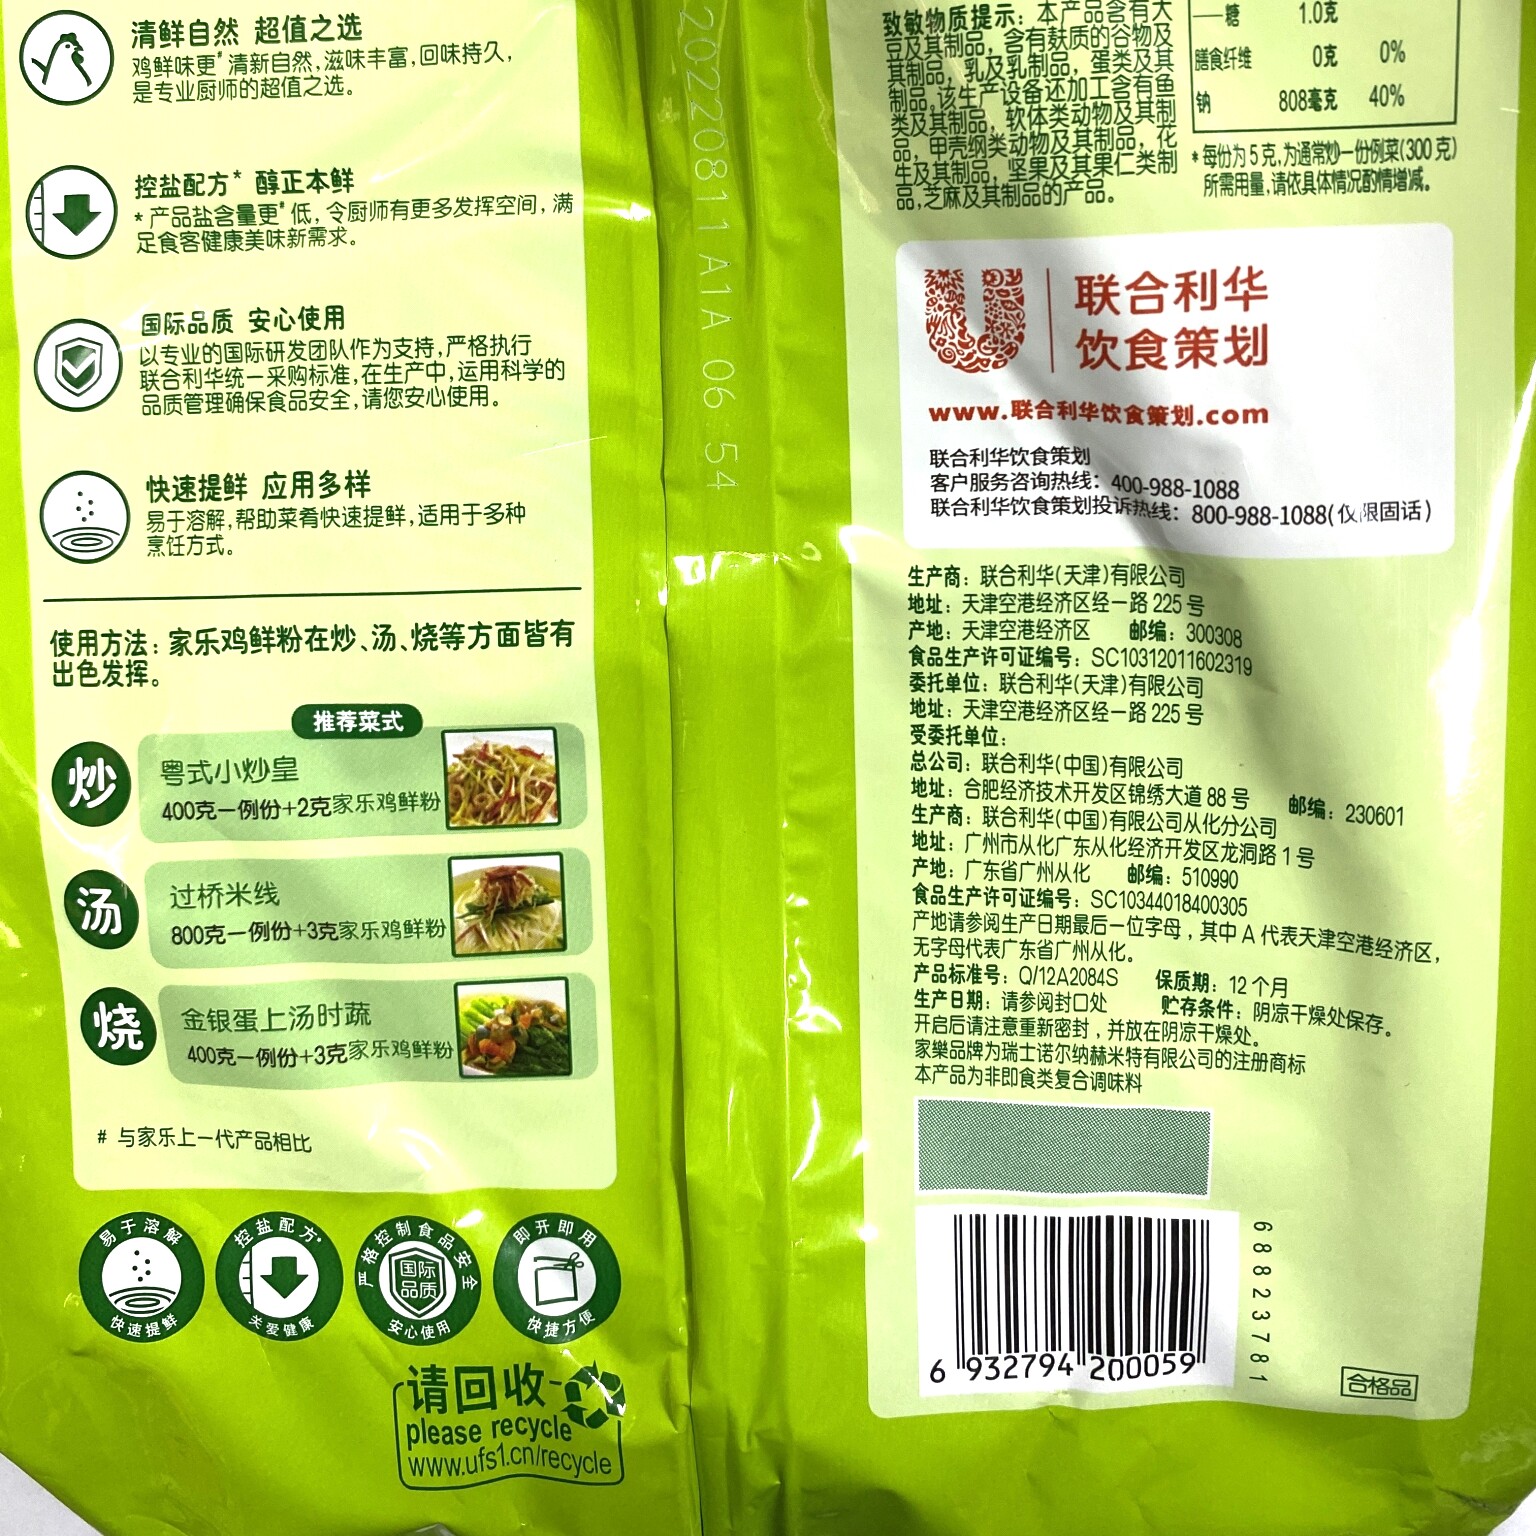 清鲜自然 超值之选
鸡鲜味更#清新自然,滋味丰富,回味持久,
是专业厨师的超值之选。
控盐配方* 醇正本鲜
*产品盐含量更#低,令厨师有更多发挥空间,满
足食客健康美味新需求。
国际品质 安心使用
以专业的国际研发团队作为支持,严格执行
联合利华统一采购标准,在生产中,运用科学的
品质管理确保食品安全,请您安心使用。
快速提鲜 应用多样
易于溶解,帮助菜肴快速提鲜,适用于多种
烹饪方式。
使用方法:家乐鸡鲜粉在炒、汤、烧等方面皆有
出色发挥。
推荐菜式
炒
粤式小炒皇
400克一例份+2克家乐鸡鲜粉
汤
过桥米线
800克一例份+3克家乐鸡鲜粉
烧
金银蛋上汤时蔬
400克一例份+3克家乐鸡鲜粉
# 与家乐上一代产品相比
易于溶解
快速提鲜
控盐配方*
关爱健康
严格控制食品安全
国际
品质
安心使用
即开即用
快捷方便
请回收
please recycle
www.ufs1.cn/recycle
20220811 A1A 06 54
致敏物质提示:本产品含有大
豆及其制品,含有麸质的谷物及
其制品,乳及乳制品,蛋类及其
制品,该生产设备还加工含有鱼
类及其制品,软体类动物及其制
品,甲壳纲类动物及其制品,花
生及其制品,坚果及其果仁类制
品,芝麻及其制品的产品。
——糖 1.0克
膳食纤维 0克 0%
钠 808毫克 40%
*每份为5克,为通常炒一份例菜(300克)
所需用量,请依具体情况酌情增减。
联合利华
饮食策划
www.联合利华饮食策划.com
联合利华饮食策划
客户服务咨询热线:400-988-1088
联合利华饮食策划投诉热线:800-988-1088(仅限固话)
生产商:联合利华(天津)有限公司
地址:天津空港经济区经一路225号
产地:天津空港经济区 邮编:300308
食品生产许可证编号:SC10312011602319
委托单位:联合利华(天津)有限公司
地址:天津空港经济区经一路225号
受委托单位:
总公司:联合利华(中国)有限公司
地址:合肥经济技术开发区锦绣大道88号 邮编:230601
生产商:联合利华(中国)有限公司从化分公司
地址:广州市从化广东从化经济开发区龙洞路1号
产地:广东省广州从化 邮编:510990
食品生产许可证编号:SC10344018400305
产地请参阅生产日期最后一位字母,其中A代表天津空港经济区,
无字母代表广东省广州从化。
产品标准号:Q/12A2084S 保质期:12个月
生产日期:请参阅封口处 贮存条件:阴凉干燥处保存。
开启后请注意重新密封,并放在阴凉干燥处。
家樂品牌为瑞士诺尔纳赫米特有限公司的注册商标
本产品为非即食类复合调味料
6 932794 200059
68823781
合格品